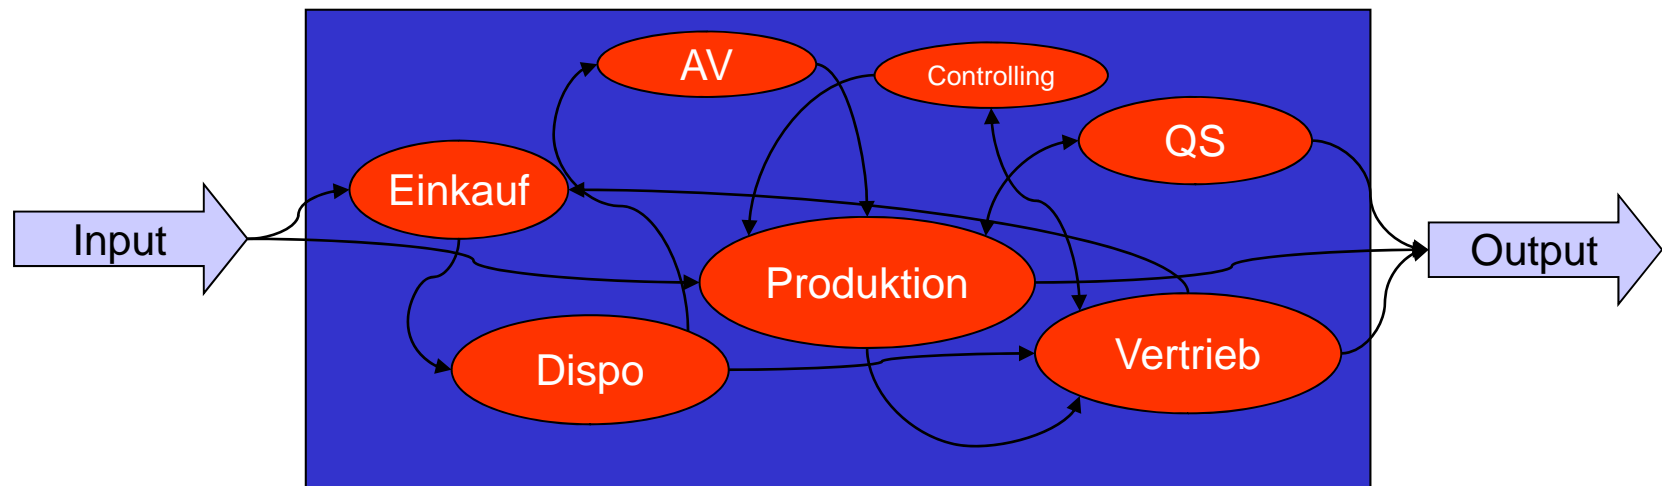 AV
Controlling
QS
Einkauf
Input
Produktion
Output
Dispo
Vertrieb